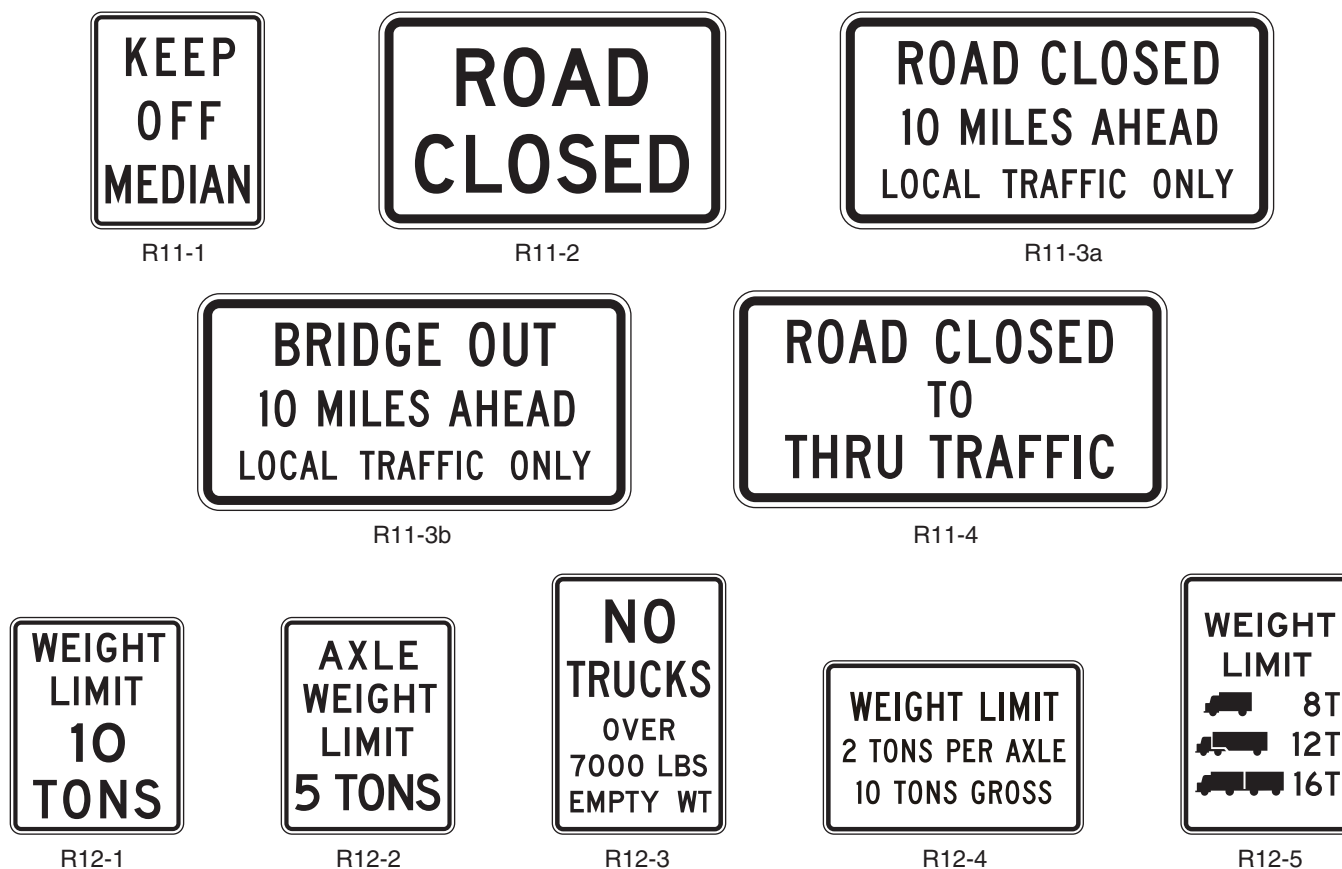 KEEP
OFF
MEDIAN
R11-1
ROAD
CLOSED
R11-2
ROAD CLOSED
10 MILES AHEAD
LOCAL TRAFFIC ONLY
R11-3a
BRIDGE OUT
10 MILES AHEAD
LOCAL TRAFFIC ONLY
R11-3b
ROAD CLOSED
TO
THRU TRAFFIC
R11-4
WEIGHT
LIMIT
10
TONS
R12-1
AXLE
WEIGHT
LIMIT
5 TONS
R12-2
NO
TRUCKS
OVER
7000 LBS
EMPTY WT
R12-3
WEIGHT LIMIT
2 TONS PER AXLE
10 TONS GROSS
R12-4
WEIGHT
LIMIT
8T
12T
16T
R12-5